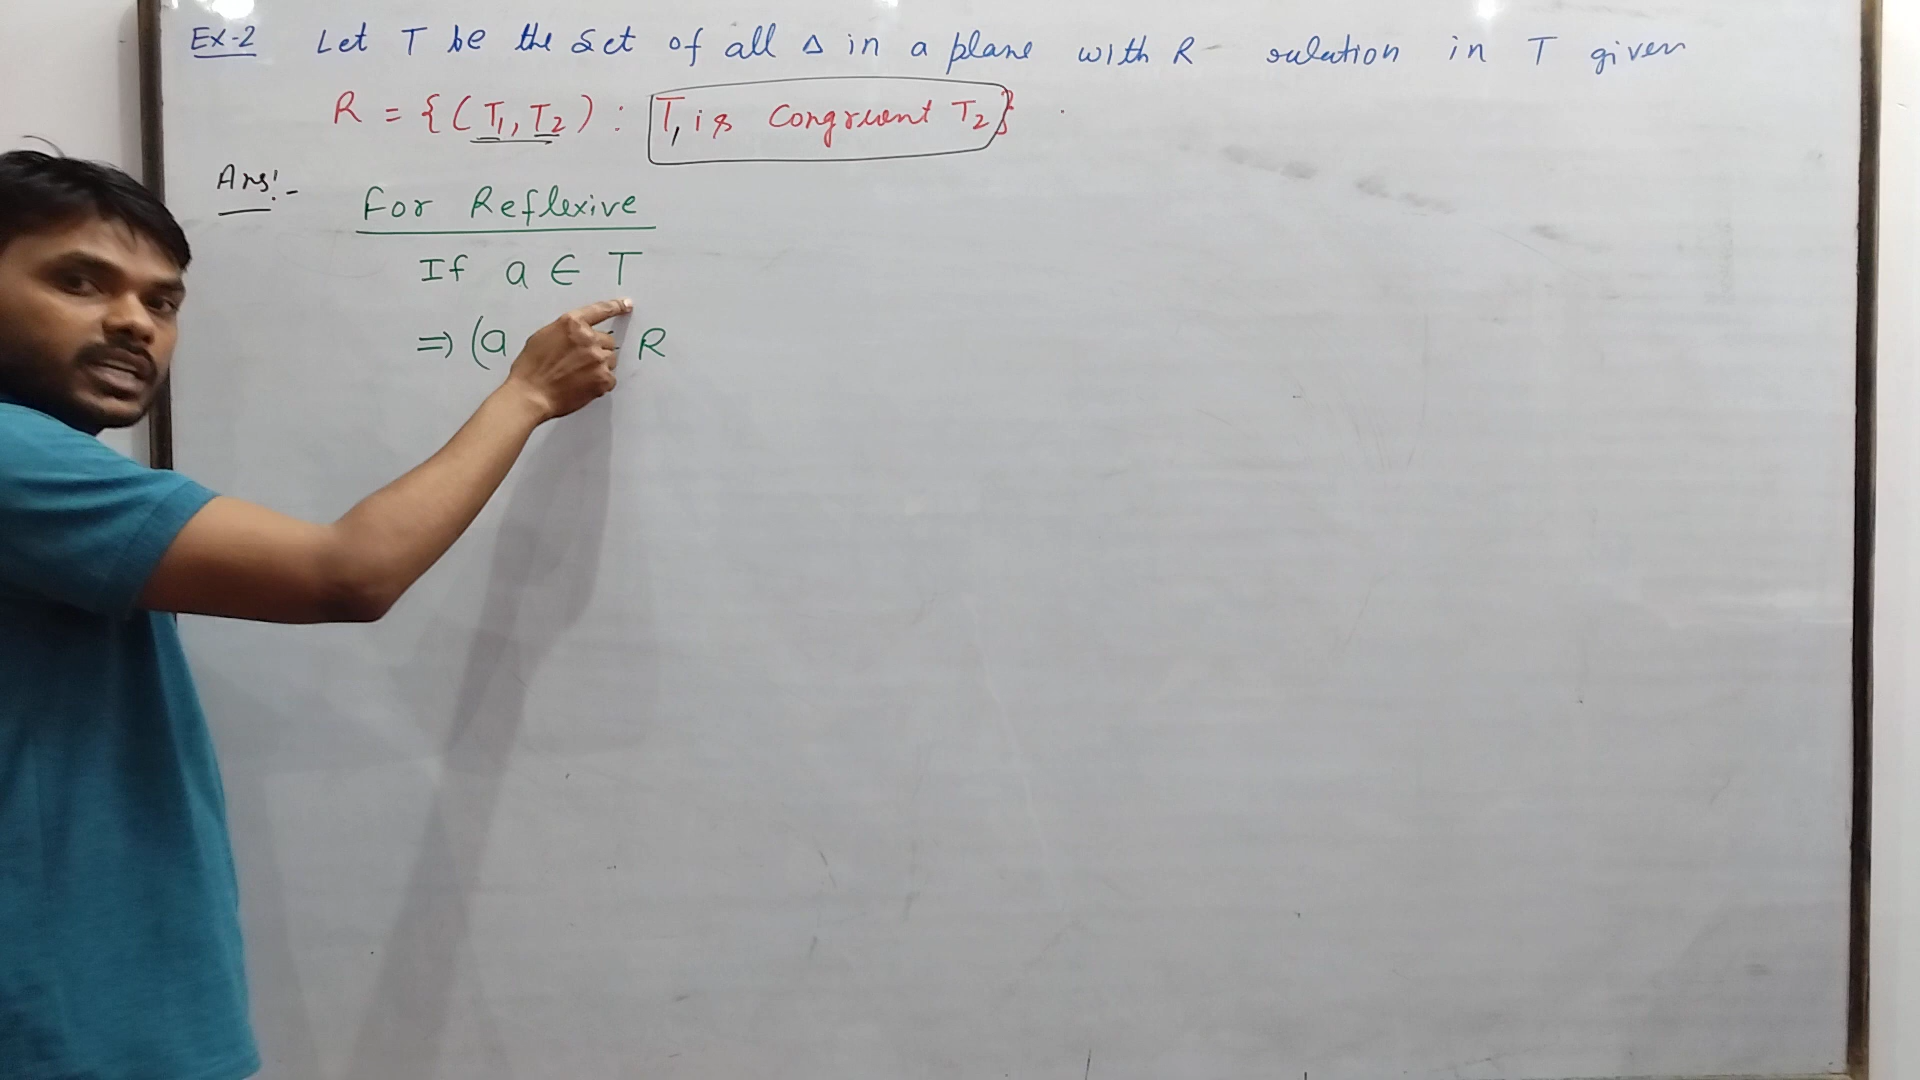 Ex-2 Let T be the Set of all Δ in a plane with R - relation in T given
R = {(T1, T2) : T1 is Congruent T2}
Ans:-
For Reflexive
If a ∈ T
⇒ (a R